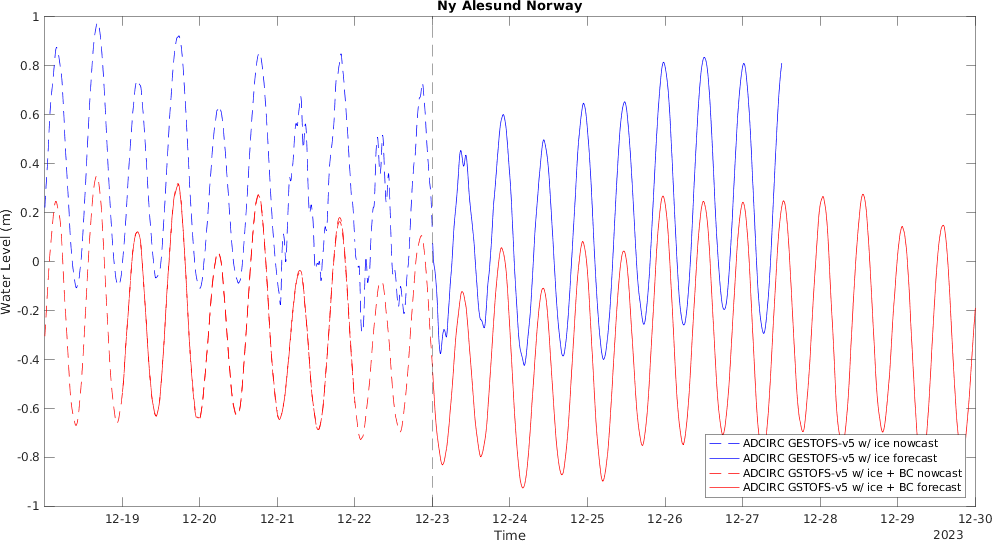 Ny Alesund Norway
1
0.8
0.6
0.4
0.2
0
-0.2
-0.4
-0.6
-0.8
-1
Water Level (m)
ADCIRC GESTOFS-v5 w/ ice nowcast
ADCIRC GESTOFS-v5 w/ ice forecast
ADCIRC GSTOFS-v5 w/ ice + BC nowcast
ADCIRC GSTOFS-v5 w/ ice + BC forecast
12-19 12-20 12-21 12-22 12-23 12-24 12-25 12-26 12-27 12-28 12-29 12-30
Time
2023